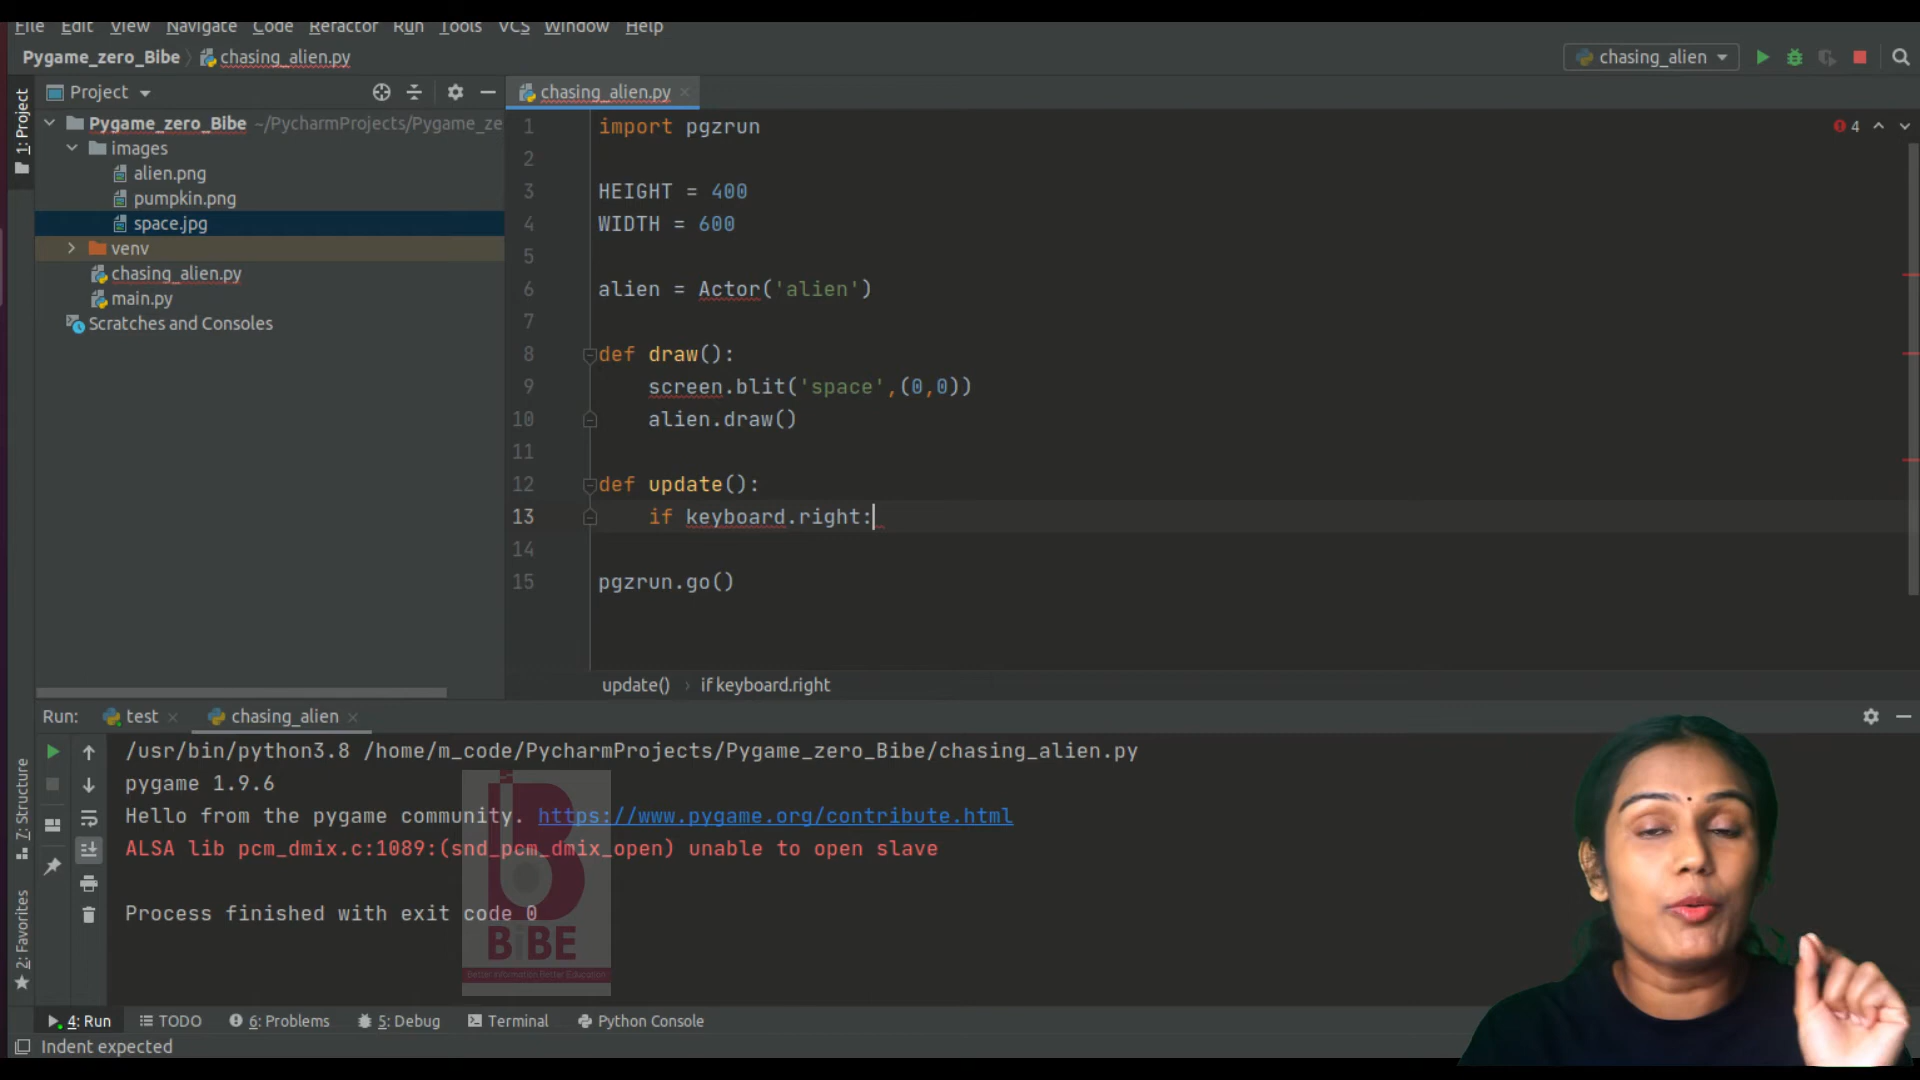 File Edit View Navigate Code Refactor Run Tools VCS Window Help
Pygame_zero_Bibe chasing_alien.py chasing_alien
Project chasing_alien.py
1: Project
Pygame_zero_Bibe ~/PycharmProjects/Pygame_ze
images
alien.png
pumpkin.png
space.jpg
venv
chasing_alien.py
main.py
Scratches and Consoles
4
1 import pgzrun
2
3 HEIGHT = 400
4 WIDTH = 600
5
6 alien = Actor('alien')
7
8 def draw():
9 screen.blit('space',(0,0))
10 alien.draw()
11
12 def update():
13 if keyboard.right:
14
15 pgzrun.go()
update() › if keyboard.right
Run: test chasing_alien
/usr/bin/python3.8 /home/m_code/PycharmProjects/Pygame_zero_Bibe/chasing_alien.py
pygame 1.9.6
Hello from the pygame community. https://www.pygame.org/contribute.html
ALSA lib pcm_dmix.c:1089:(snd_pcm_dmix_open) unable to open slave
Process finished with exit code 0
BiBE
Better Information Better Education
7: Structure
2: Favorites
4: Run TODO 6: Problems 5: Debug Terminal Python Console
Indent expected